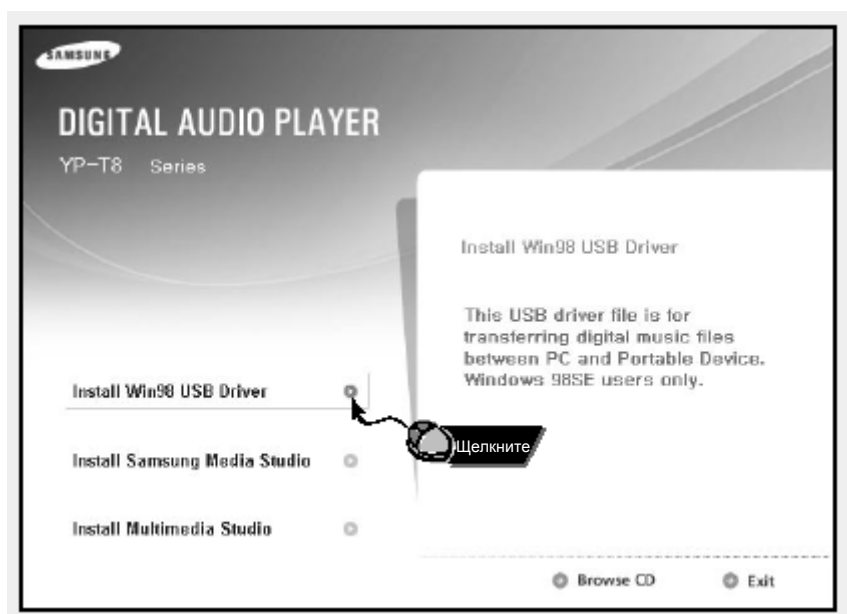 SAMSUNG
DIGITAL AUDIO PLAYER
YP-T8 Series
Install Win98 USB Driver
This USB driver file is for
transferring digital music files
between PC and Portable Device.
Windows 98SE users only.
Install Win98 USB Driver
Щелкните
Install Samsung Media Studio
Install Multimedia Studio
Browse CD
Exit